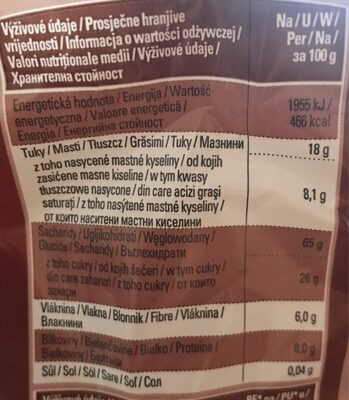 Výživové údaje / Prosječne hranjive
vrijednosti / Informacja o wartości odżywczej /
Valori nutriționale medii / Výživové údaje /
Хранителна стойност
Na / U / W /
Per / Na /
за 100 g
Energetická hodnota / Energija / Wartość
energetyczna / Valoare energetică /
Energia / Енергийна стойност
1955 kJ /
466 kcal
Tuky / Masti / Tłuszcz / Grăsimi / Tuky / Мазнини
18 g
z toho nasycené mastné kyseliny / od kojih
zasićene masne kiseline / w tym kwasy
tłuszczowe nasycone / din care acizi grași
saturați / z toho nasýtené mastné kyseliny /
от които наситени мастни киселини
8,1 g
Sacharidy / Ugljikohidrati / Węglowodany /
Glucide / Sacharidy / Въглехидрати
65 g
z toho cukry / od kojih šećeri / w tym cukry /
din care zaharuri / z toho cukry / от които
захари
26 g
Vláknina / Vlakna / Błonnik / Fibre / Vláknina /
Влакнини
6,0 g
Bílkoviny / Bjelančevine / Białko / Proteine /
Bielkoviny / Белтъци
8,0 g
Sůl / Sol / Sól / Sare / Soľ / Сол
0,04 g